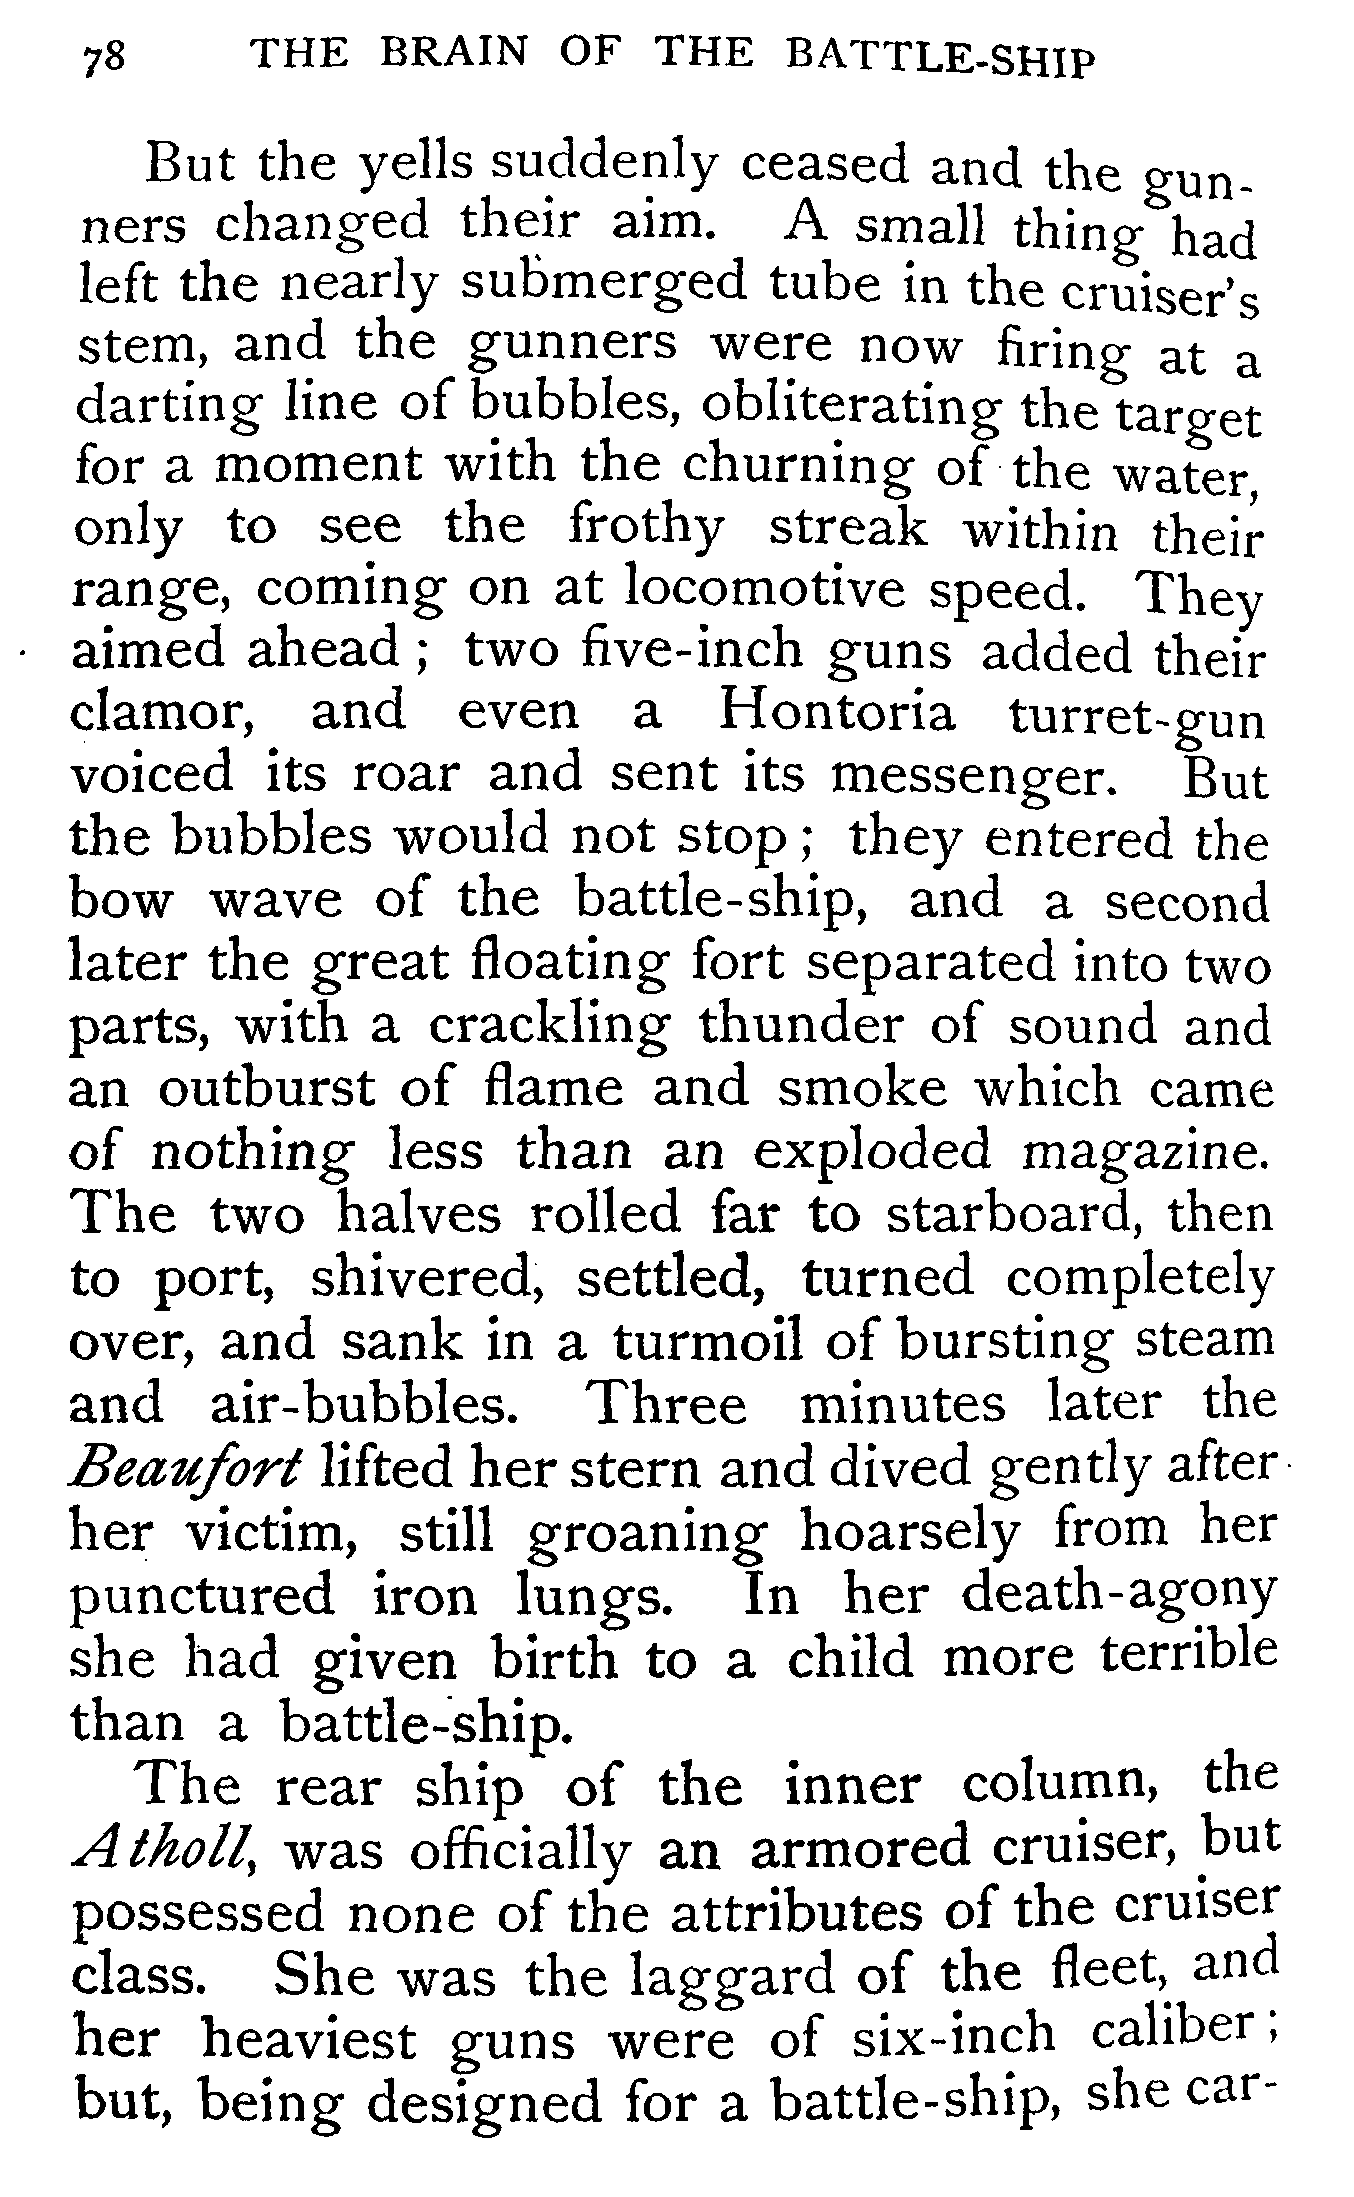 78 THE BRAIN OF THE BATTLE-SHIP
But the yells suddenly ceased and the gun-
ners changed their aim. A small thing had
left the nearly submerged tube in the cruiser's
stem, and the gunners were now firing at a
darting line of bubbles, obliterating the target
for a moment with the churning of the water,
only to see the frothy streak within their
range, coming on at locomotive speed. They
aimed ahead; two five-inch guns added their
clamor, and even a Hontoria turret-gun
voiced its roar and sent its messenger. But
the bubbles would not stop; they entered the
bow wave of the battle-ship, and a second
later the great floating fort separated into two
parts, with a crackling thunder of sound and
an outburst of flame and smoke which came
of nothing less than an exploded magazine.
The two halves rolled far to starboard, then
to port, shivered, settled, turned completely
over, and sank in a turmoil of bursting steam
and air-bubbles. Three minutes later the
Beaufort lifted her stern and dived gently after
her victim, still groaning hoarsely from her
punctured iron lungs. In her death-agony
she had given birth to a child more terrible
than a battle-ship.
The rear ship of the inner column, the
Atholl, was officially an armored cruiser, but
possessed none of the attributes of the cruiser
class. She was the laggard of the fleet, and
her heaviest guns were of six-inch caliber;
but, being designed for a battle-ship, she car-